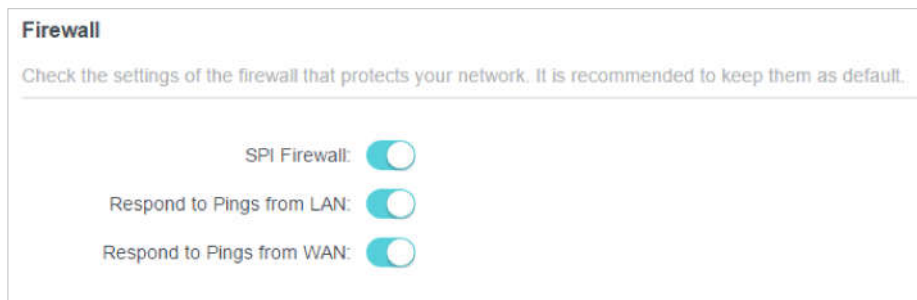 Firewall
Check the settings of the firewall that protects your network. It is recommended to keep them as default.
SPI Firewall:
Respond to Pings from LAN:
Respond to Pings from WAN: